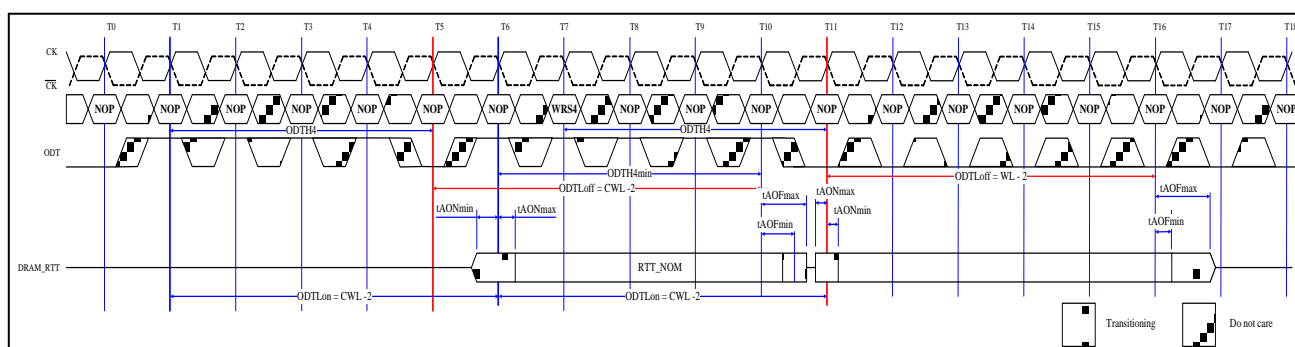 T0 T1 T2 T3 T4 T5 T6 T7 T8 T9 T10 T11 T12 T13 T14 T15 T16 T17 T18
CK
CK
NOP NOP NOP NOP NOP NOP NOP WRS4 NOP NOP NOP NOP NOP NOP NOP NOP NOP NOP NOP
ODTH4 ODTH4
ODT
ODTH4min
ODTLoff = CWL -2 ODTLoff = WL - 2
tAONmin tAONmax tAOFmax tAONmax tAOFmax
tAOFmin tAONmin tAOFmin
DRAM_RTT RTT_NOM
ODTLon = CWL -2 ODTLon = CWL -2
Transitioning Do not care